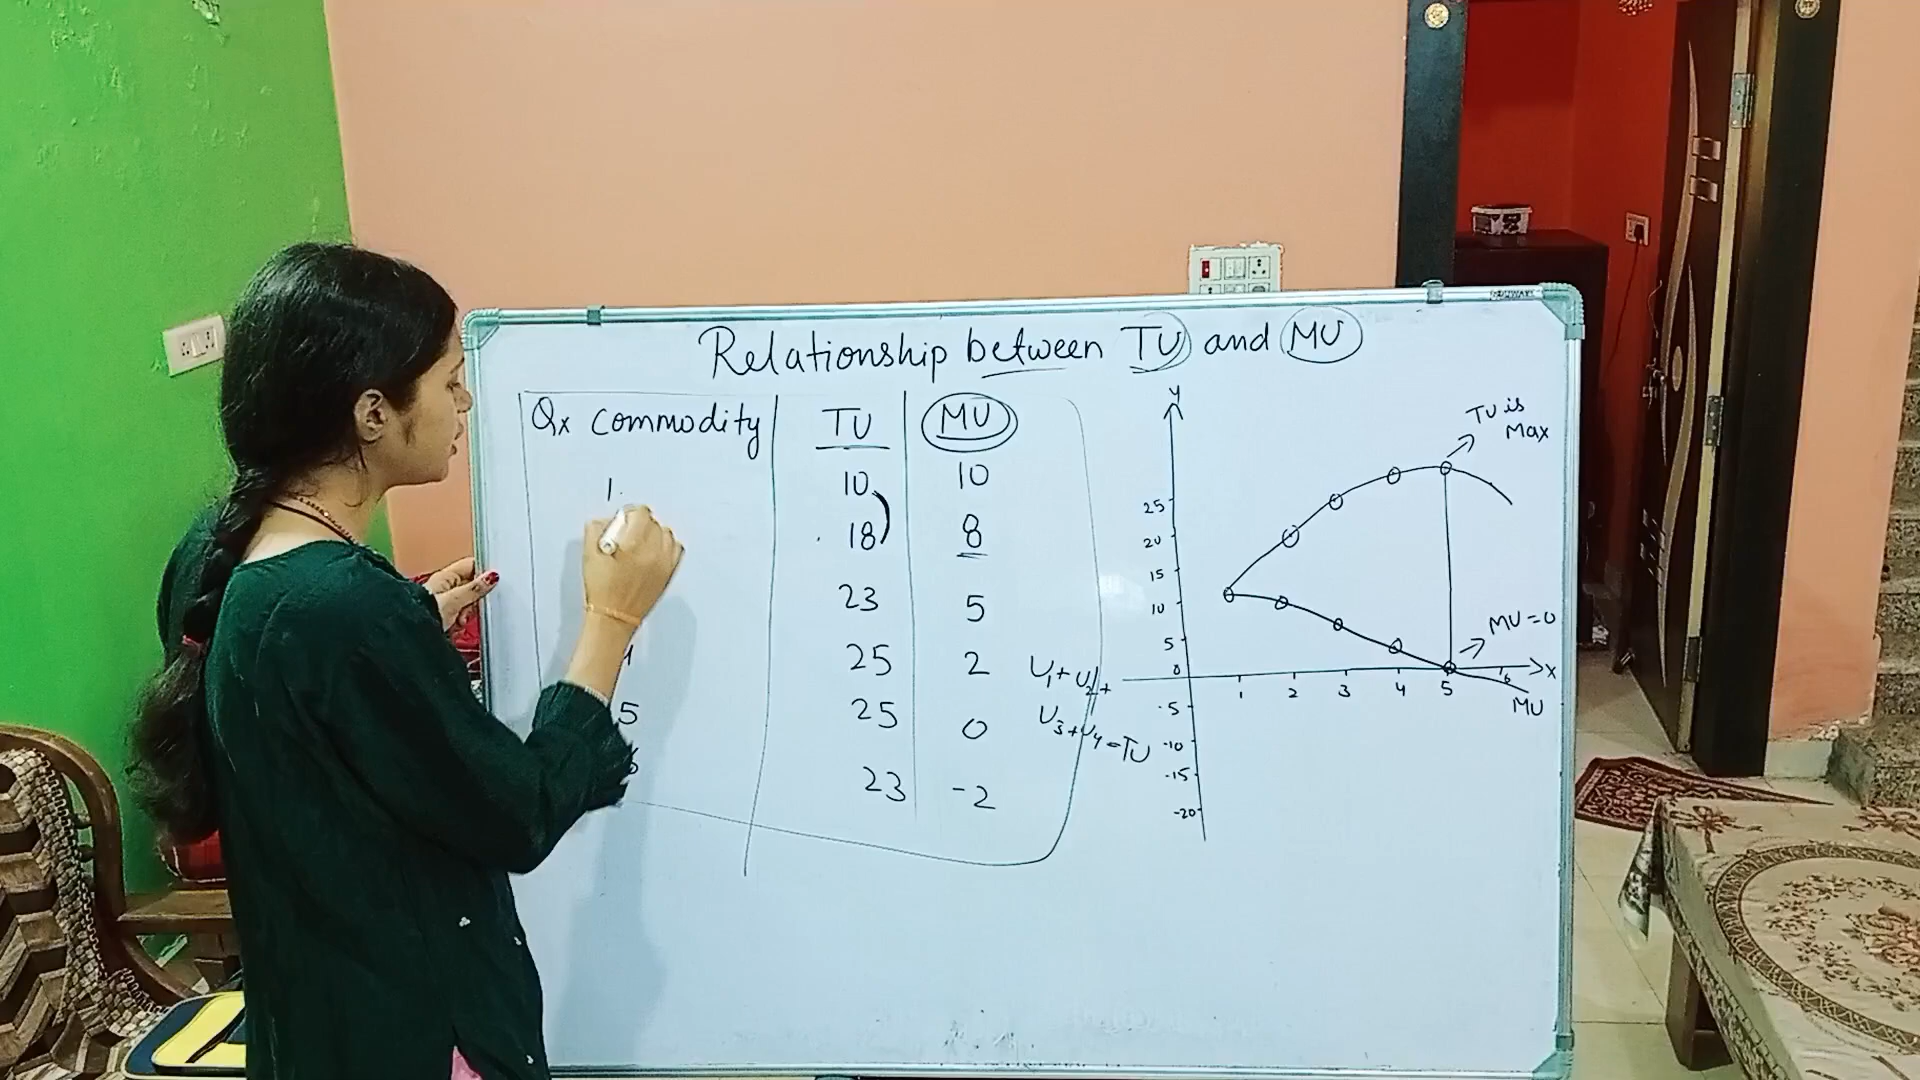 Relationship between TU and MU
Qx commodity TU MU
1 10 10
18 8
23 5
25 2
5 25 0
23 -2
U₁ + U₂ +
U₃ + U₄ = TU
y
TU is
Max
25
20
15
10
5
0
-5
-10
-15
-20
1 2 3 4 5 6
x
MU = 0
MU